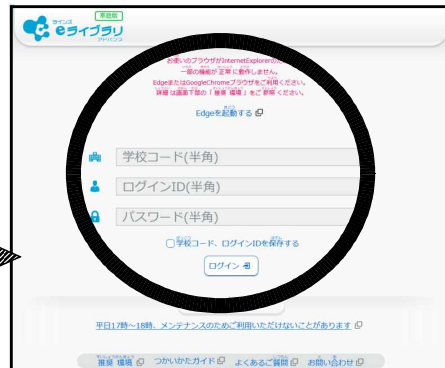 家庭版
ラインズ
eライブラリ
アドバンス
お使いのブラウザがInternetExplorerのた
一部の機能が正常に動作しません。
EdgeまたはGoogleChromeブラウザをご利用ください。
詳細は画面下部の「推奨環境」をご参照ください。
Edgeを起動する
学校コード(半角)
ログインID(半角)
パスワード(半角)
学校コード、ログインIDを保存する
ログイン
平日17時~18時、メンテナンスのためご利用いただけないことがあります
推奨環境 つかいかたガイド よくあるご質問 お問い合わせ